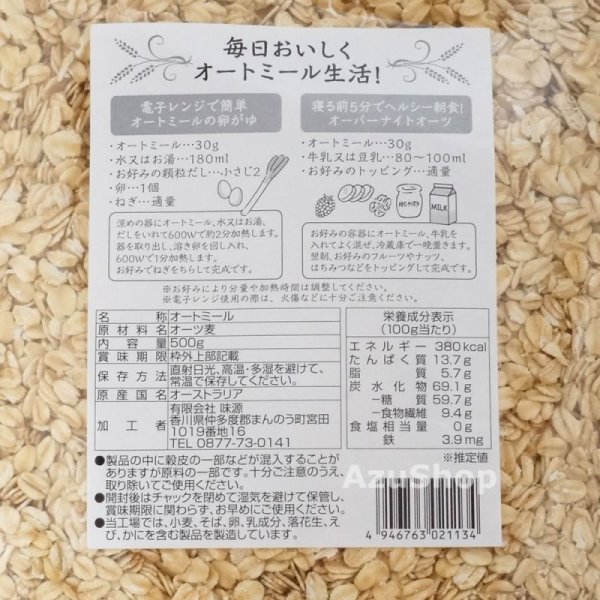 毎日おいしく
オートミール生活!
電子レンジで簡単
オートミールの卵がゆ
・オートミール…30g
・水又はお湯…180ml
・お好みの顆粒だし…小さじ2
・卵…1個
・ねぎ…適量
深めの器にオートミール、水又はお湯、
だしをいれて600Wで約2分加熱します。
器を取り出し、溶き卵を回し入れ、
600Wで1分加熱します。
お好みでねぎをちらして完成です。
寝る前5分でヘルシー朝食!
オーバーナイトオーツ
・オートミール…30g
・牛乳又は豆乳…80〜100ml
・お好みのトッピング…適量
HONEY
MILK
お好みの容器にオートミール、牛乳を
入れてよく混ぜ、冷蔵庫で一晩置きます。
翌朝、お好みのフルーツやナッツ、
はちみつなどをトッピングして完成です。
※お好みにより分量や加熱時間は調整してください。
※電子レンジ使用の際は、火傷などに十分ご注意ください。
名称 オートミール
原材料名 オーツ麦
内容量 500g
賞味期限 枠外上部記載
保存方法 直射日光、高温・多湿を避けて、
常温で保存してください。
原産国名 オーストラリア
加工者 有限会社 味源
香川県仲多度郡まんのう町宮田
1019番地16
TEL 0877-73-0141
栄養成分表示
(100g当たり)
エネルギー 380kcal
たんぱく質 13.7g
脂質 5.7g
炭水化物 69.1g
−糖質 59.7g
−食物繊維 9.4g
食塩相当量 0g
鉄 3.9mg
※推定値
●製品の中に穀皮の一部などが混入することが
ありますが原料の一部です。十分ご注意のうえ、
取り除いてご使用ください。
●開封後はチャックを閉めて湿気を避けて保管し、
賞味期限に関わらず、お早めにご使用ください。
●当工場では、小麦、そば、卵、乳成分、落花生、え
び、かにを含む製品を製造しています。
AzuShop
4 946763 021134